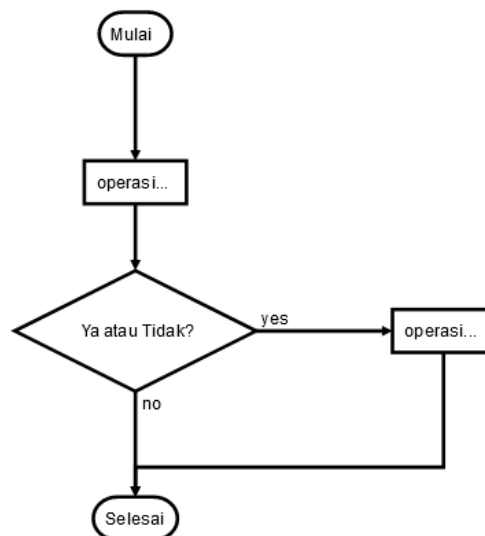 Mulai
operasi...
Ya atau Tidak?
yes
operasi...
no
Selesai